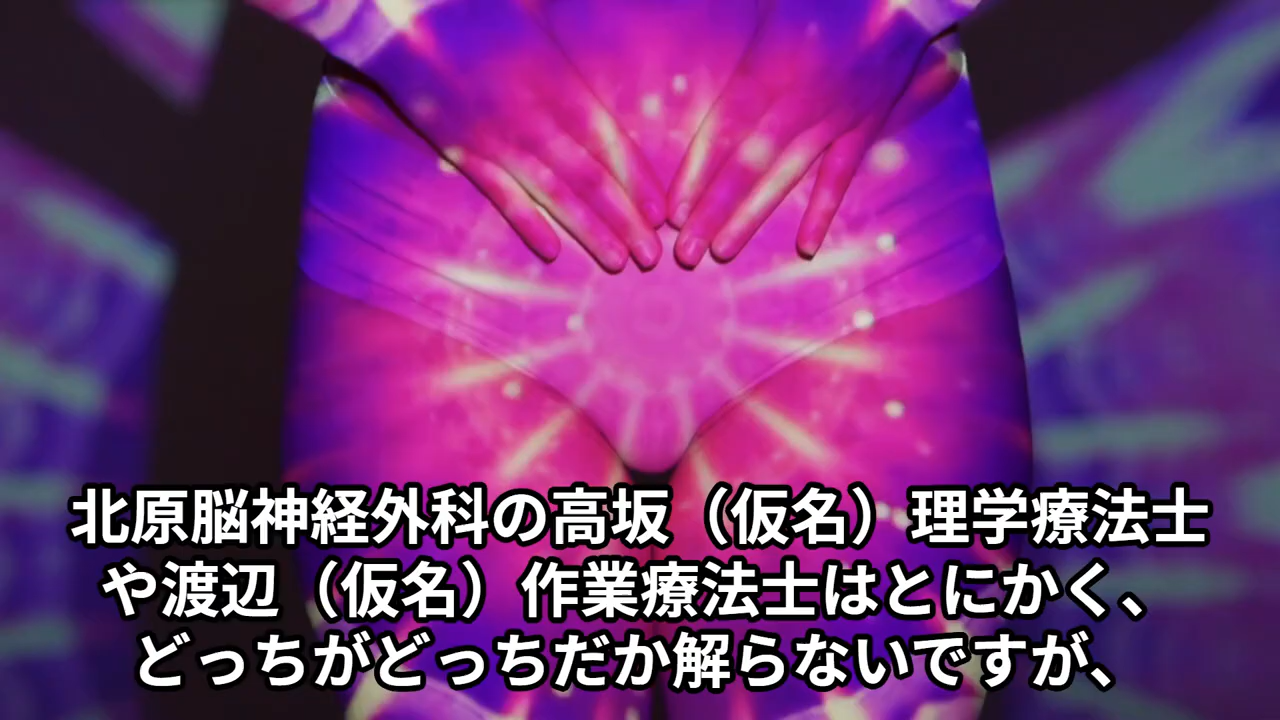 北原脳神経外科の高坂（仮名）理学療法士
や渡辺（仮名）作業療法士はとにかく、
どっちがどっちだか解らないですが、